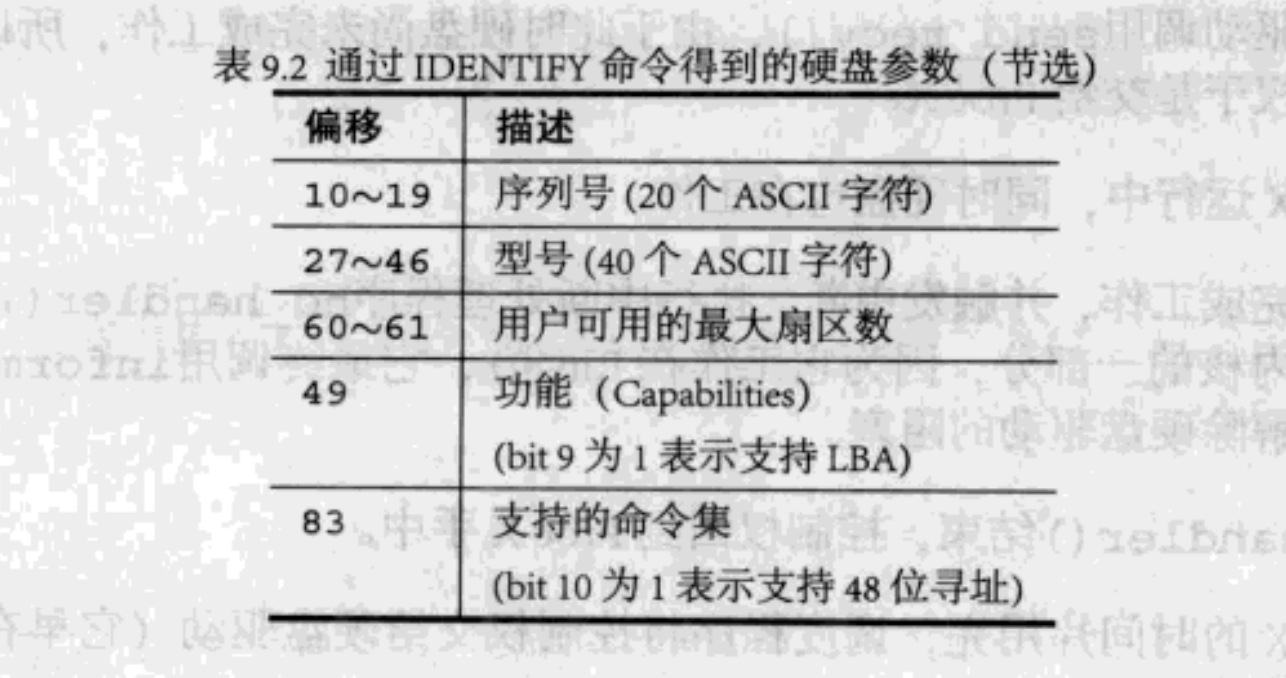 表 9.2 通过 IDENTIFY 命令得到的硬盘参数（节选）
偏移 描述
10～19 序列号 (20 个 ASCII 字符)
27～46 型号 (40 个 ASCII 字符)
60～61 用户可用的最大扇区数
49 功能（Capabilities）
(bit 9 为 1 表示支持 LBA)
83 支持的命令集
(bit 10 为 1 表示支持 48 位寻址)